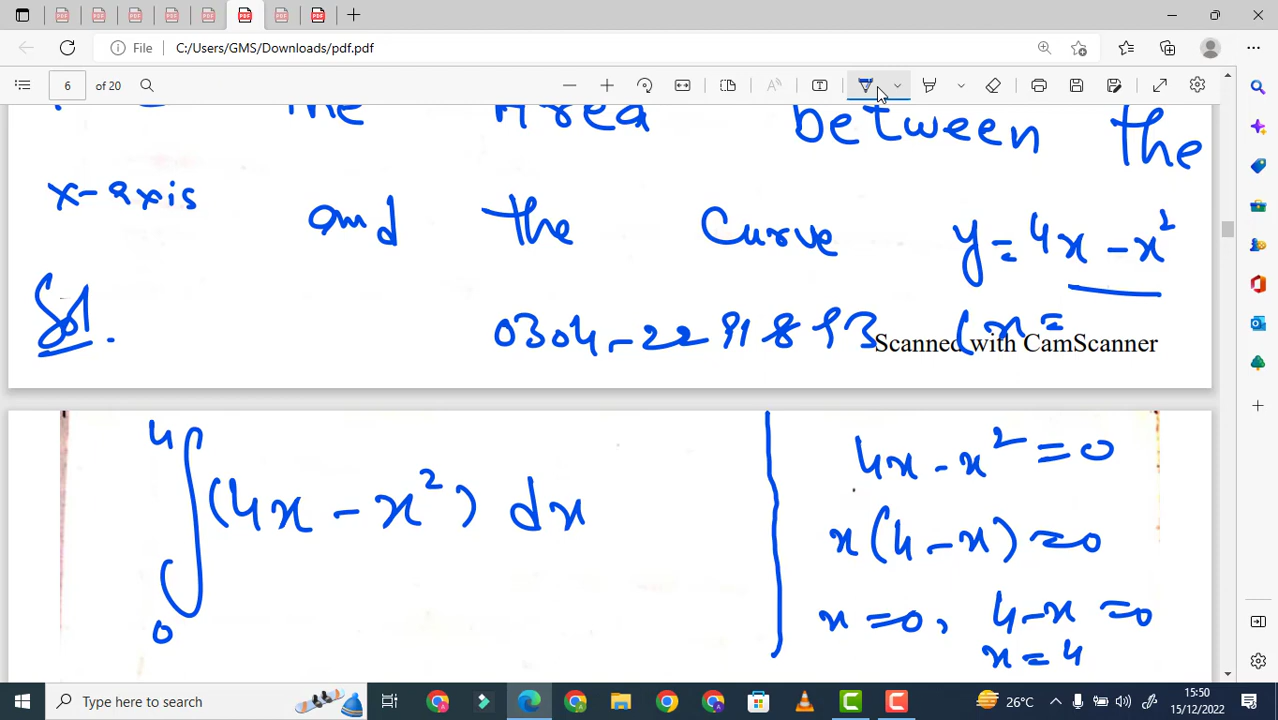 File C:/Users/GMS/Downloads/pdf.pdf
6 of 20
the Area between the
x-axis and the curve y = 4x - x²
Sol.
(x =
Scanned with CamScanner
4
∫ (4x - x²) dx
0
4x - x² = 0
x(4 - x) = 0
x = 0, 4 - x = 0
x = 4
Type here to search
26°C
15:50
15/12/2022